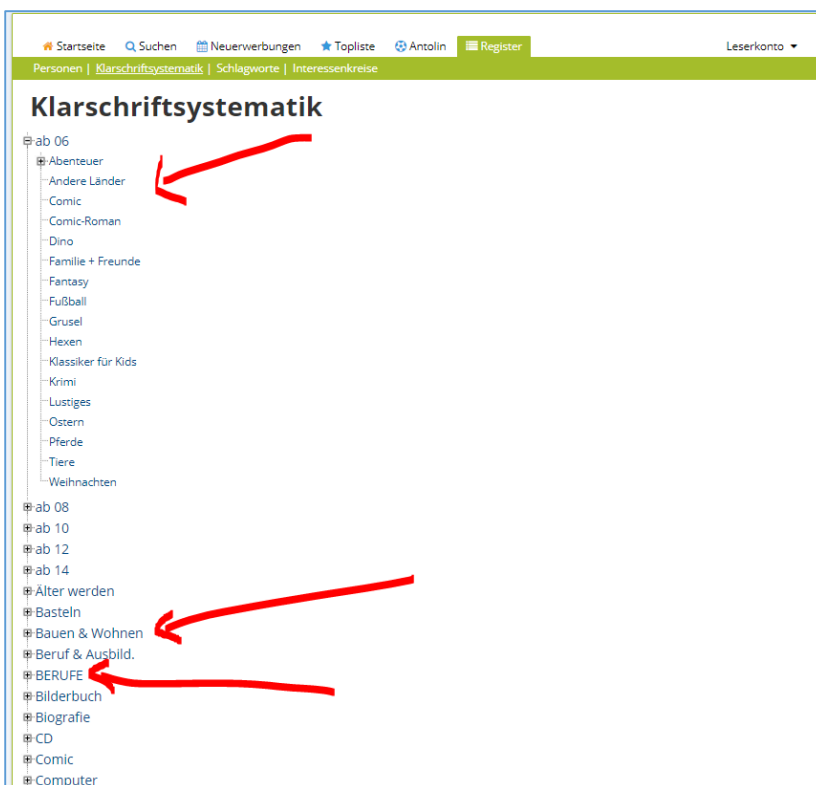 Startseite Suchen Neuerwerbungen Topliste Antolin Register Leserkonto
Personen | Klarschriftsystematik | Schlagworte | Interessenkreise
Klarschriftsystematik
ab 06
Abenteuer
Andere Länder
Comic
Comic-Roman
Dino
Familie + Freunde
Fantasy
Fußball
Grusel
Hexen
Klassiker für Kids
Krimi
Lustiges
Ostern
Pferde
Tiere
Weihnachten
ab 08
ab 10
ab 12
ab 14
Älter werden
Basteln
Bauen & Wohnen
Beruf & Ausbild.
BERUFE
Bilderbuch
Biografie
CD
Comic
Computer